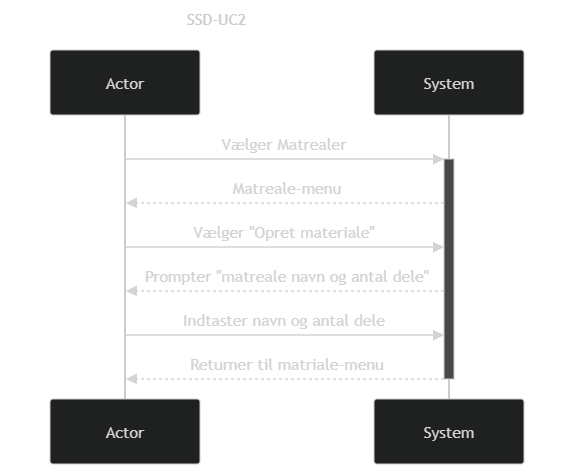 SSD-UC2
Actor
System
Vælger Matrealer
Matreale-menu
Vælger "Opret materiale"
Prompter "matreale navn og antal dele"
Indtaster navn og antal dele
Returner til matriale-menu
Actor
System